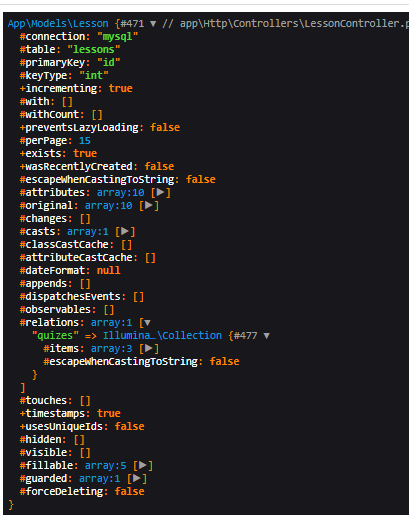 App\Models\Lesson {#471 ▼ // app\Http\Controllers\LessonController.p
#connection: "mysql"
#table: "lessons"
#primaryKey: "id"
#keyType: "int"
+incrementing: true
#with: []
#withCount: []
+preventsLazyLoading: false
#perPage: 15
+exists: true
+wasRecentlyCreated: false
#escapeWhenCastingToString: false
#attributes: array:10 [▶]
#original: array:10 [▶]
#changes: []
#casts: array:1 [▶]
#classCastCache: []
#attributeCastCache: []
#dateFormat: null
#appends: []
#dispatchesEvents: []
#observables: []
#relations: array:1 [▼
"quizes" => Illumina…\Collection {#477 ▼
#items: array:3 [▶]
#escapeWhenCastingToString: false
}
]
#touches: []
+timestamps: true
+usesUniqueIds: false
#hidden: []
#visible: []
#fillable: array:5 [▶]
#guarded: array:1 [▶]
#forceDeleting: false
}